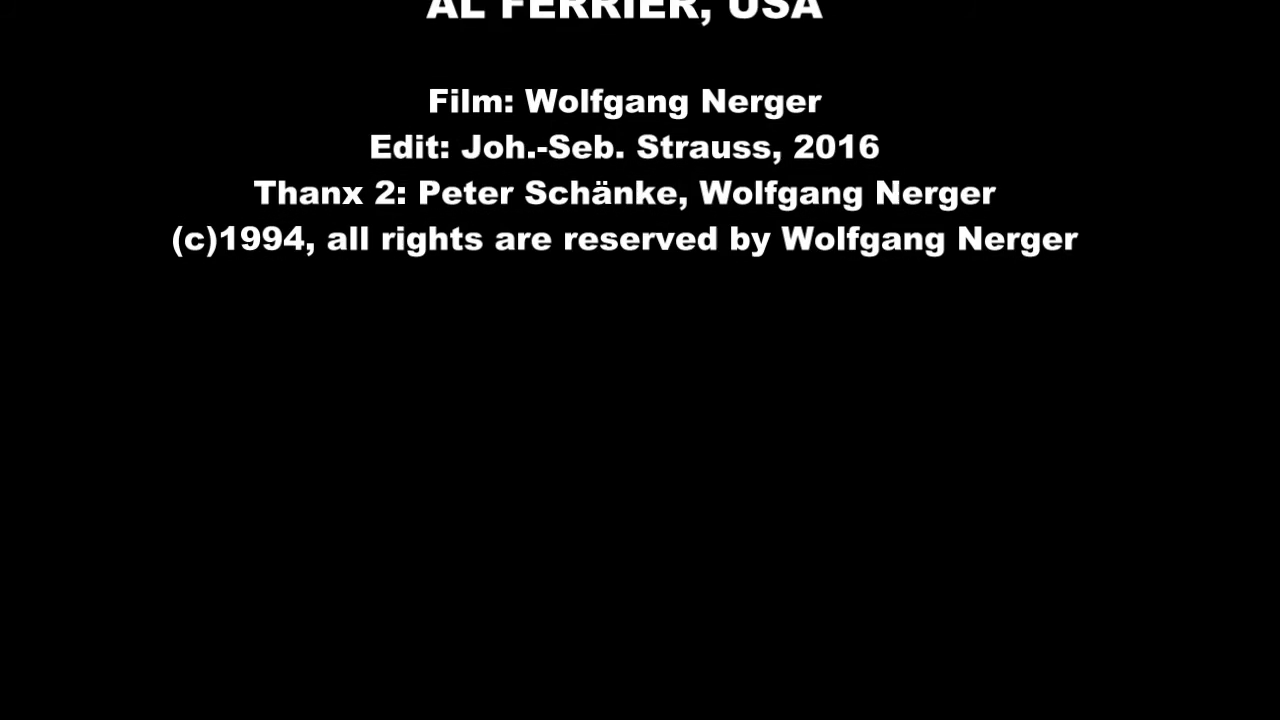 AL FERRIER, USA
Film: Wolfgang Nerger
Edit: Joh.-Seb. Strauss, 2016
Thanx 2: Peter Schänke, Wolfgang Nerger
(c)1994, all rights are reserved by Wolfgang Nerger